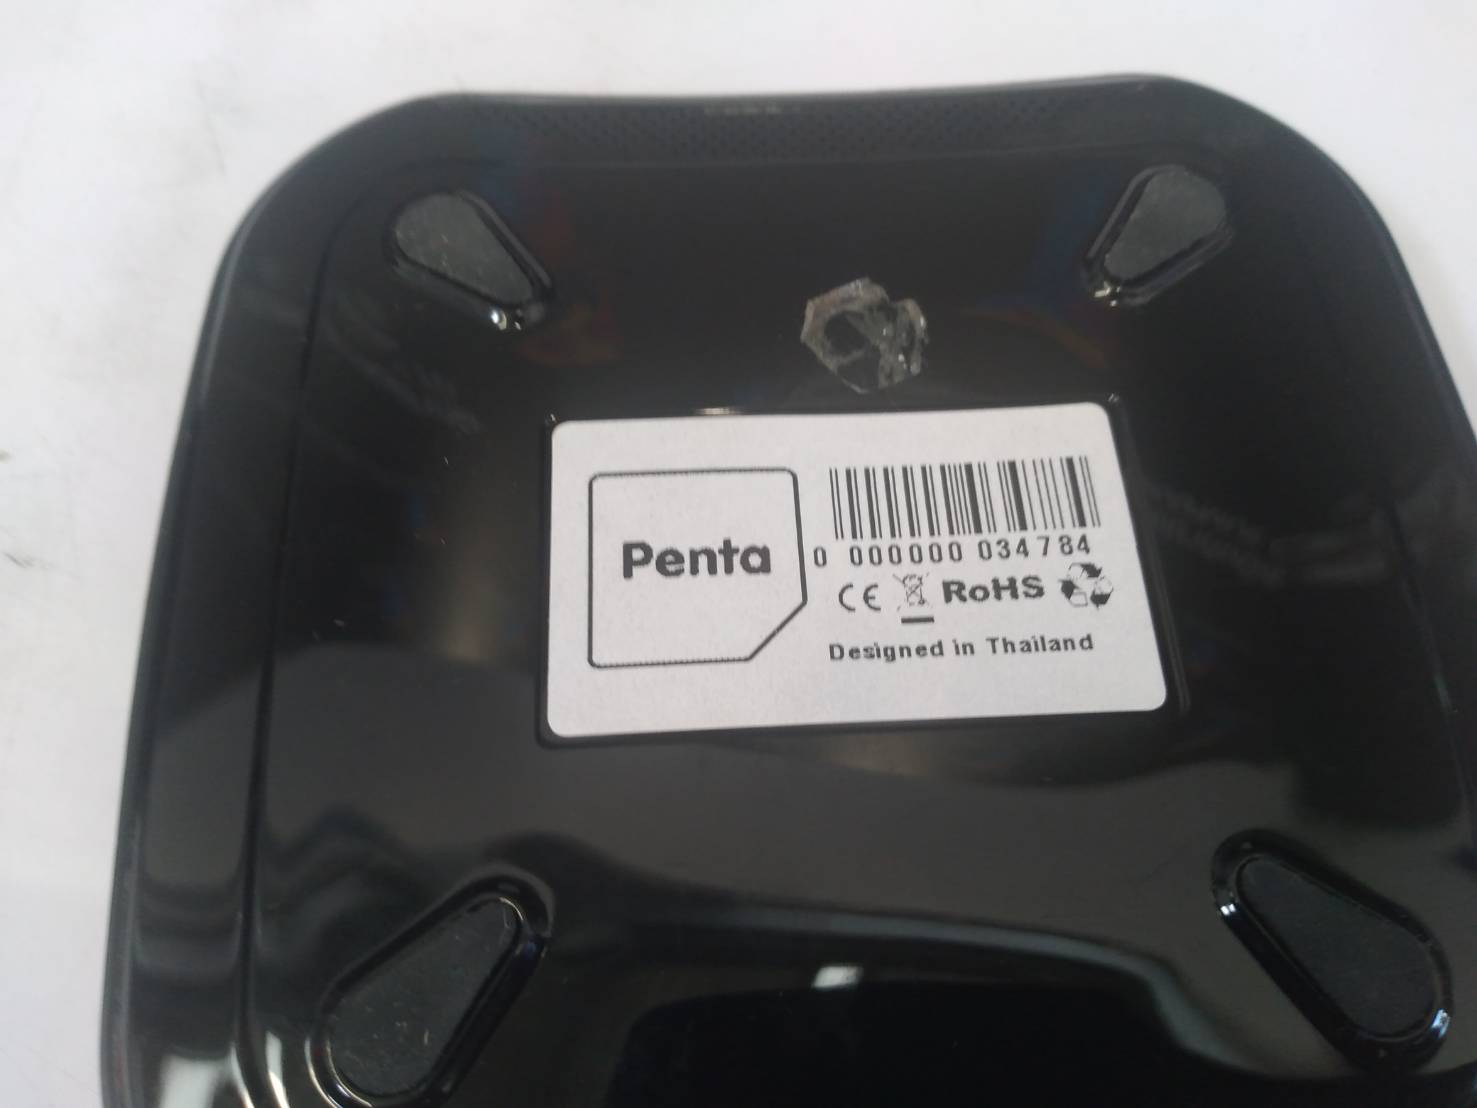 Penta
0 000000 034784
CE RoHS
Designed in Thailand